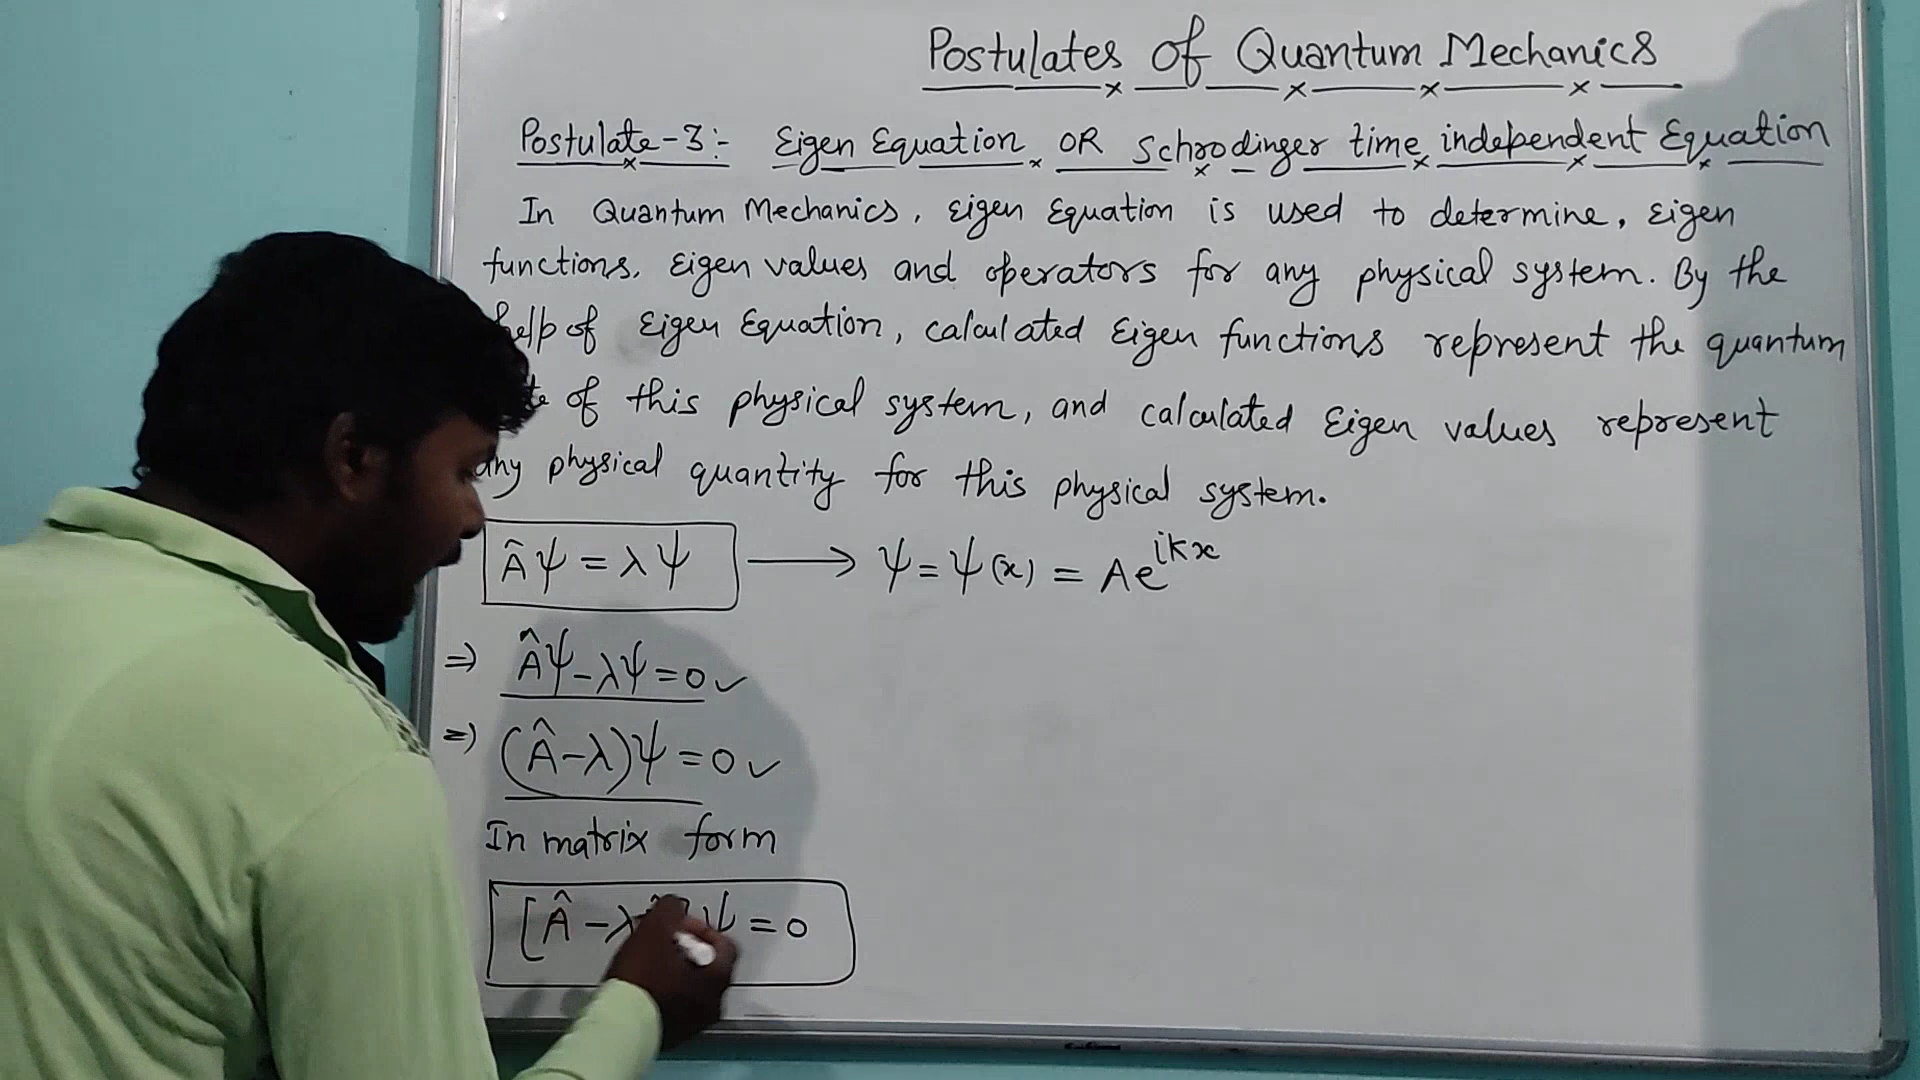 Postulates of Quantum Mechanics
Postulate-3:- Eigen Equation OR Schrodinger time independent Equation
In Quantum Mechanics, Eigen Equation is used to determine, Eigen
functions, Eigen values and operators for any physical system. By the
help of Eigen Equation, calculated Eigen functions represent the quantum
of this physical system, and calculated Eigen values represent
any physical quantity for this physical system.
Âψ = λψ ⟶ ψ = ψ(x) = Ae^{ikx}
⇒ Âψ-λψ=0✓
⇒ (Â-λ)ψ=0✓
In matrix form
[Â-λ ψ=0